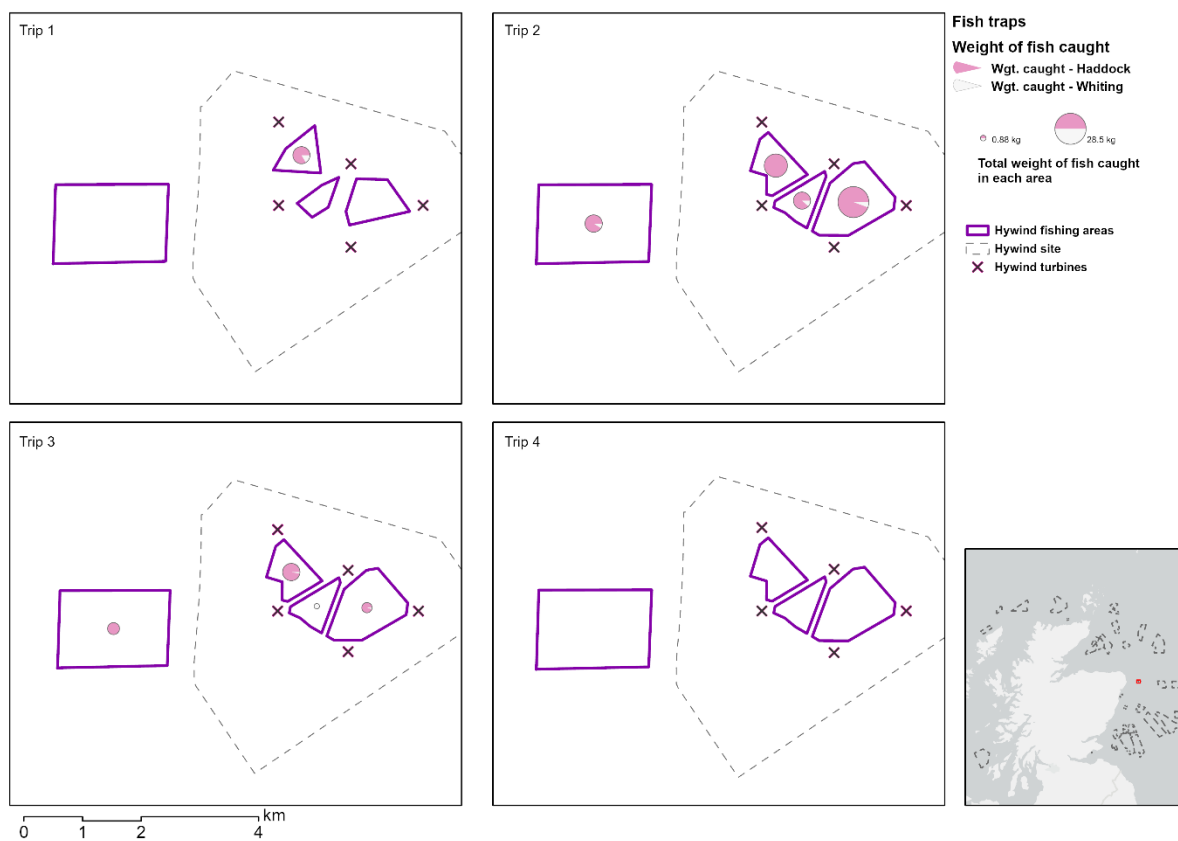 Trip 1
Trip 2
Fish traps
Weight of fish caught
Wgt. caught - Haddock
Wgt. caught - Whiting
0.88 kg
28.5 kg
Total weight of fish caught
in each area
Hywind fishing areas
Hywind site
Hywind turbines
Trip 3
Trip 4
km
0 1 2 4